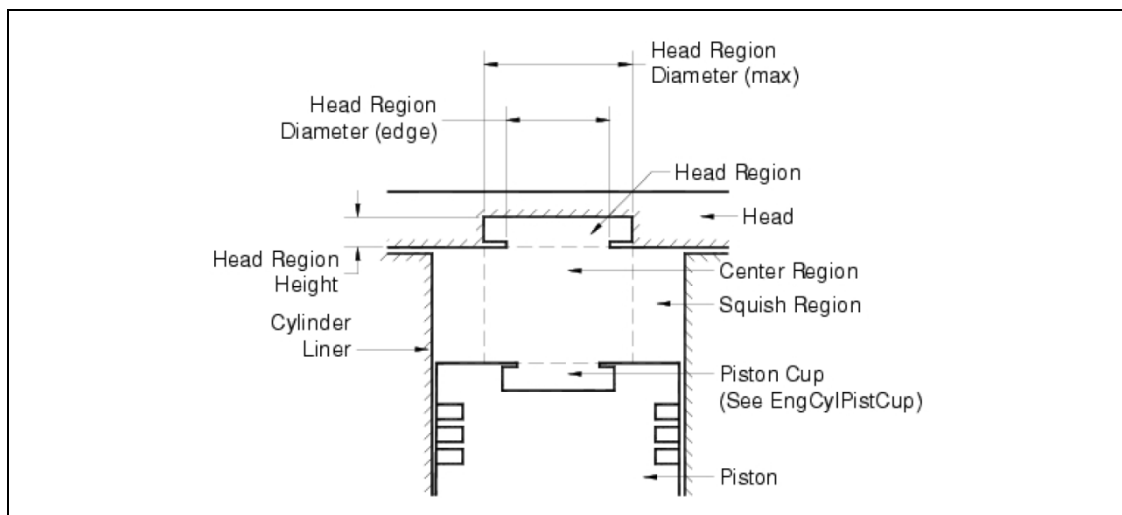 Head Region
Diameter (max)
Head Region
Diameter (edge)
Head Region
Head
Head Region
Height
Center Region
Squish Region
Cylinder
Liner
Piston Cup
(See EngCylPistCup)
Piston